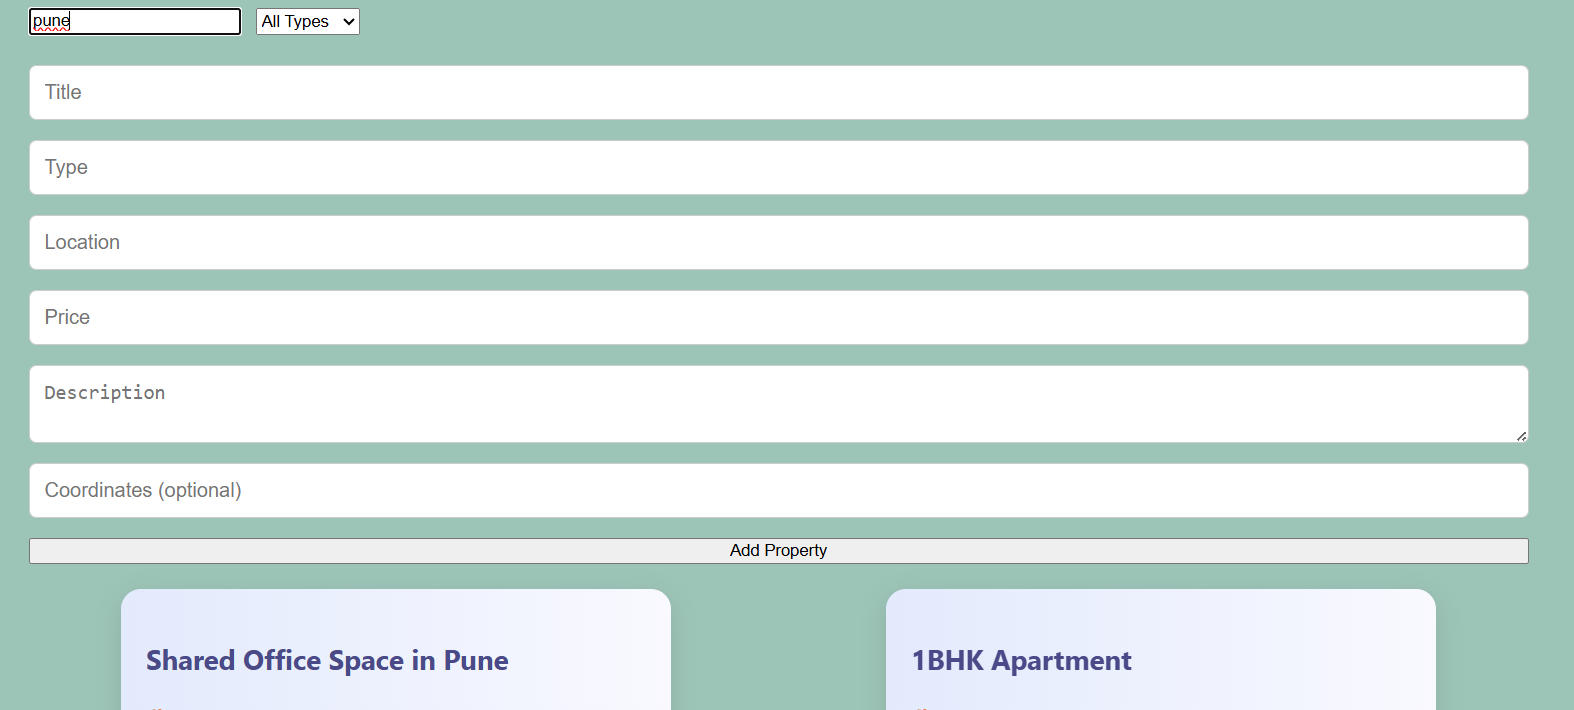 pune All Types
Title
Type
Location
Price
Description
Coordinates (optional)
Add Property
Shared Office Space in Pune 1BHK Apartment